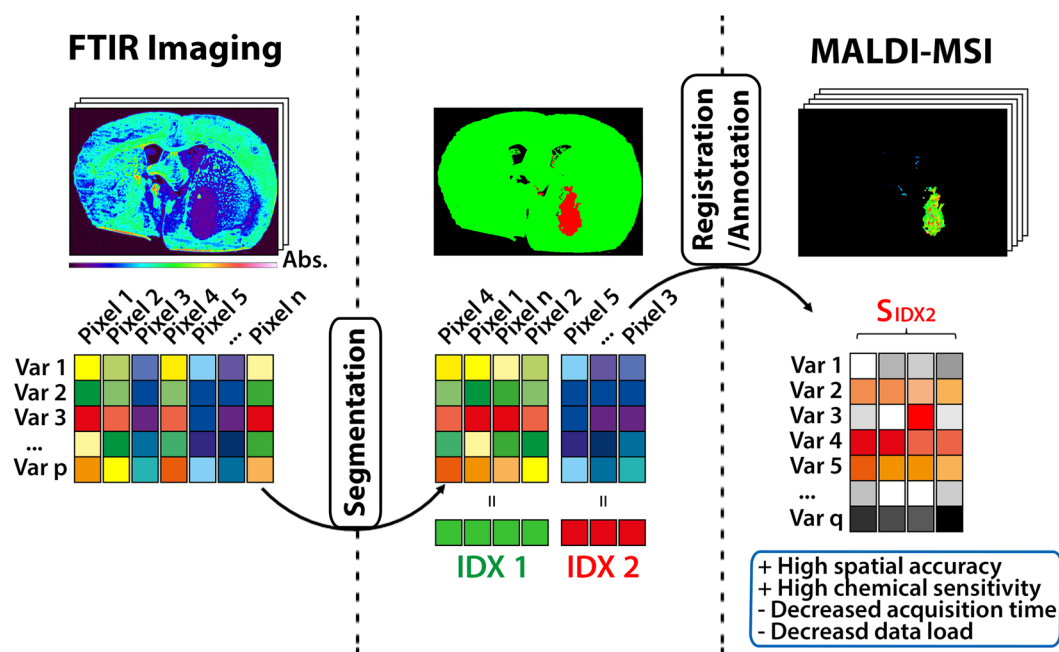 FTIR Imaging
MALDI-MSI
Registration
/Annotation
Abs.
Pixel 1
Pixel 2
Pixel 3
Pixel 4
Pixel 5
...
Pixel n
Var 1
Var 2
Var 3
...
Var p
Segmentation
Pixel 4
Pixel 1
Pixel n
Pixel 2
Pixel 5
...
Pixel 3
=
=
IDX 1
IDX 2
SIDX2
Var 1
Var 2
Var 3
Var 4
Var 5
...
Var q
+ High spatial accuracy
+ High chemical sensitivity
- Decreased acquisition time
- Decreasd data load